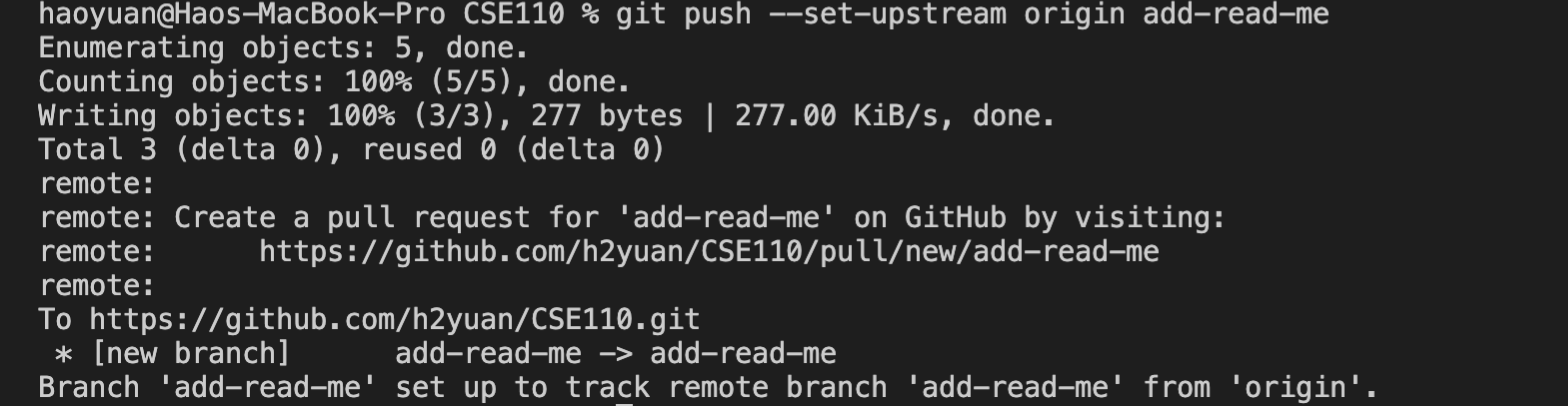 haoyuan@Haos-MacBook-Pro CSE110 % git push --set-upstream origin add-read-me
Enumerating objects: 5, done.
Counting objects: 100% (5/5), done.
Writing objects: 100% (3/3), 277 bytes | 277.00 KiB/s, done.
Total 3 (delta 0), reused 0 (delta 0)
remote:
remote: Create a pull request for 'add-read-me' on GitHub by visiting:
remote:      https://github.com/h2yuan/CSE110/pull/new/add-read-me
remote:
To https://github.com/h2yuan/CSE110.git
 * [new branch]      add-read-me -> add-read-me
Branch 'add-read-me' set up to track remote branch 'add-read-me' from 'origin'.